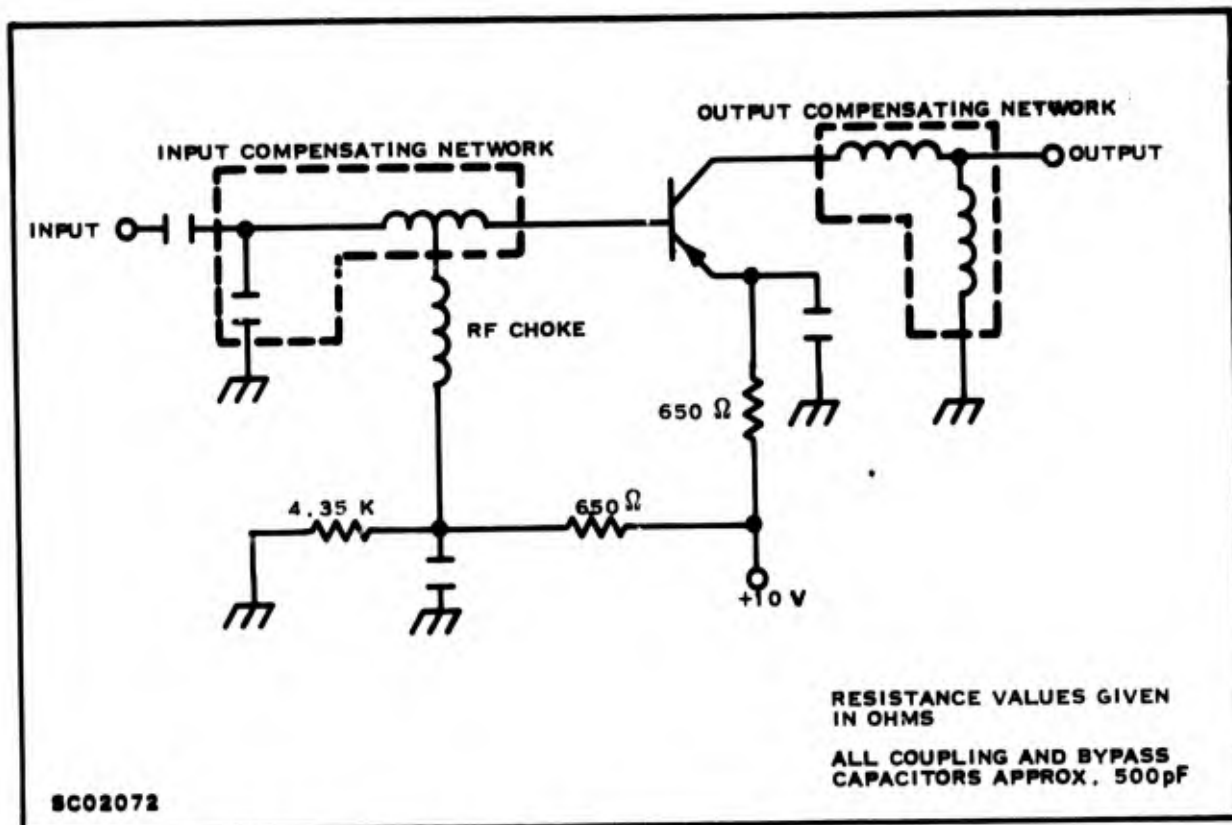 OUTPUT COMPENSATING NETWORK
INPUT COMPENSATING NETWORK
OUTPUT
INPUT
RF CHOKE
650 Ω
4.35 K
650 Ω
+10 V
RESISTANCE VALUES GIVEN
IN OHMS
ALL COUPLING AND BYPASS
CAPACITORS APPROX. 500pF
SC02072